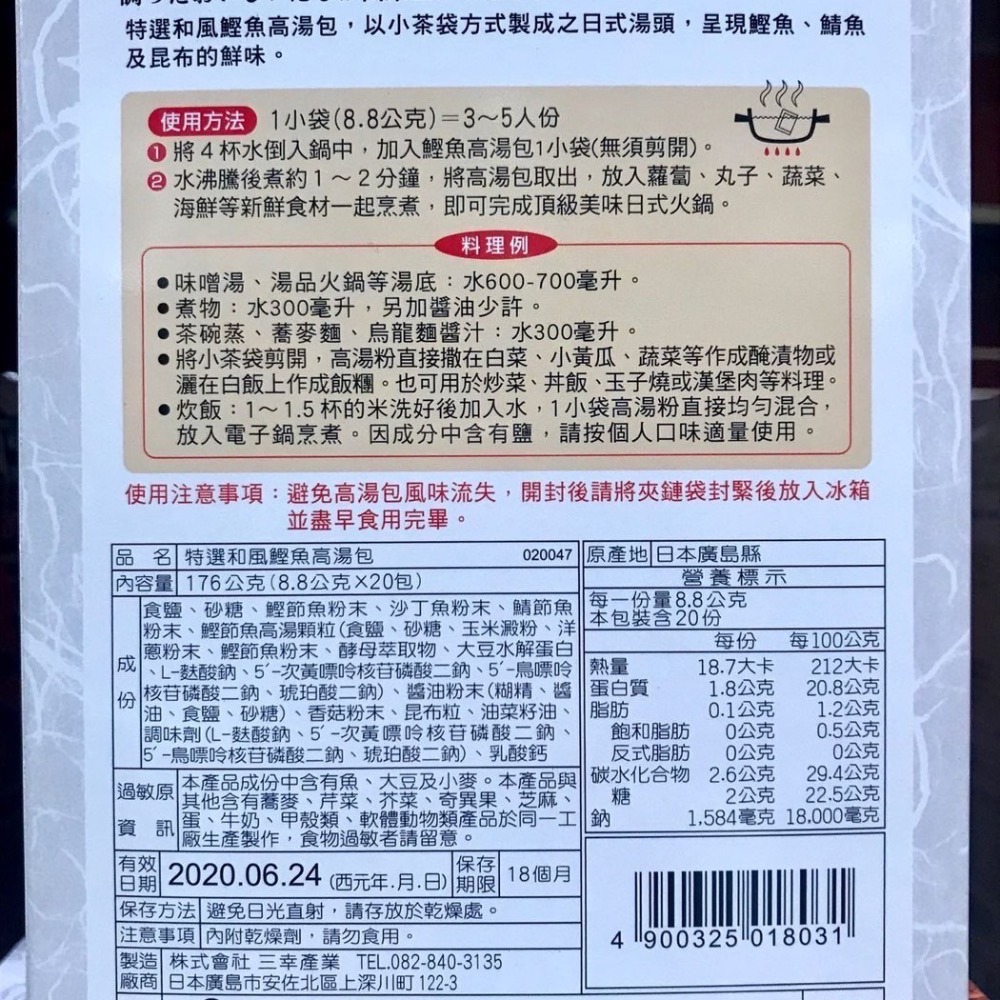 特選和風鰹魚高湯包，以小茶袋方式製成之日式湯頭，呈現鰹魚、鯖魚
及昆布的鮮味。
使用方法 1小袋(8.8公克)＝3～5人份
❶ 將4杯水倒入鍋中，加入鰹魚高湯包1小袋(無須剪開)。
❷ 水沸騰後煮約1～2分鐘，將高湯包取出，放入蘿蔔、丸子、蔬菜、
海鮮等新鮮食材一起烹煮，即可完成頂級美味日式火鍋。
料理例
●味噌湯、湯品火鍋等湯底：水600-700毫升。
●煮物：水300毫升，另加醬油少許。
●茶碗蒸、蕎麥麵、烏龍麵醬汁：水300毫升。
●將小茶袋剪開，高湯粉直接撒在白菜、小黃瓜、蔬菜等作成醃漬物或
灑在白飯上作成飯糰。也可用於炒菜、丼飯、玉子燒或漢堡肉等料理。
●炊飯：1～1.5杯的米洗好後加入水，1小袋高湯粉直接均勻混合，
放入電子鍋烹煮。因成分中含有鹽，請按個人口味適量使用。
使用注意事項：避免高湯包風味流失，開封後請將夾鏈袋封緊後放入冰箱
並盡早食用完畢。
品名 特選和風鰹魚高湯包 020047
內容量 176公克(8.8公克×20包)
成份
食鹽、砂糖、鰹節魚粉末、沙丁魚粉末、鯖節魚
粉末、鰹節魚高湯顆粒(食鹽、砂糖、玉米澱粉、洋
蔥粉末、鰹節魚粉末、酵母萃取物、大豆水解蛋白
、L-麩酸鈉、5´-次黃嘌呤核苷磷酸二鈉、5´-鳥嘌呤
核苷磷酸二鈉、琥珀酸二鈉)、醬油粉末(糊精、醬
油、食鹽、砂糖)、香菇粉末、昆布粒、油菜籽油、
調味劑(L-麩酸鈉、5´-次黃嘌呤核苷磷酸二鈉、
5´-鳥嘌呤核苷磷酸二鈉、琥珀酸二鈉)、乳酸鈣
過敏原資訊
本產品成份中含有魚、大豆及小麥。本產品與
其他含有蕎麥、芹菜、芥菜、奇異果、芝麻、
蛋、牛奶、甲殼類、軟體動物類產品於同一工
廠生產製作，食物過敏者請留意。
有效日期 2020.06.24 (西元年.月.日) 保存期限 18個月
保存方法 避免日光直射，請存放於乾燥處。
注意事項 內附乾燥劑，請勿食用。
製造廠商
株式會社 三幸產業 TEL.082-840-3135
日本廣島市安佐北區上深川町122-3
原產地 日本廣島縣
營養標示
每一份量8.8公克
本包裝含20份
每份 每100公克
熱量 18.7大卡 212大卡
蛋白質 1.8公克 20.8公克
脂肪 0.1公克 1.2公克
飽和脂肪 0公克 0.5公克
反式脂肪 0公克 0公克
碳水化合物 2.6公克 29.4公克
糖 2公克 22.5公克
鈉 1.584毫克 18.000毫克
4 900325 018031